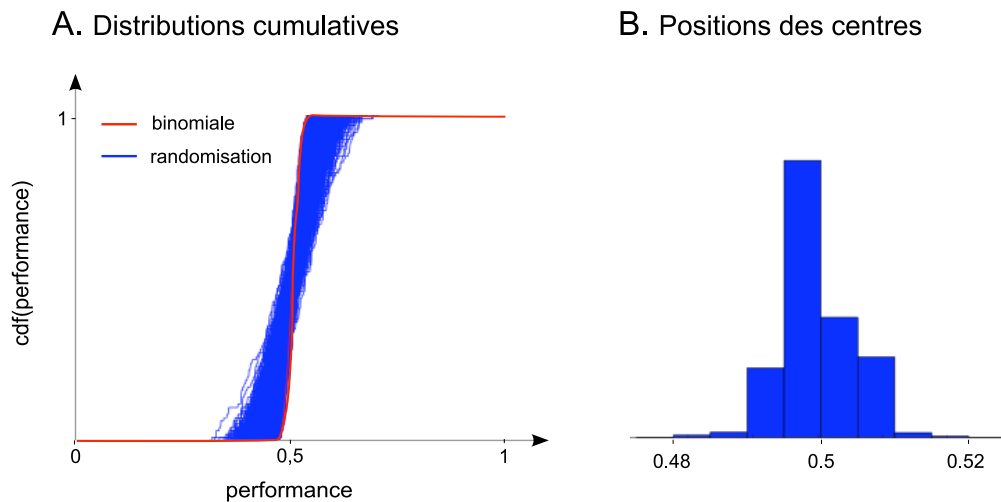 A. Distributions cumulatives
1
binomiale
randomisation
cdf(performance)
0
0,5
1
performance
B. Positions des centres
0.48
0.5
0.52